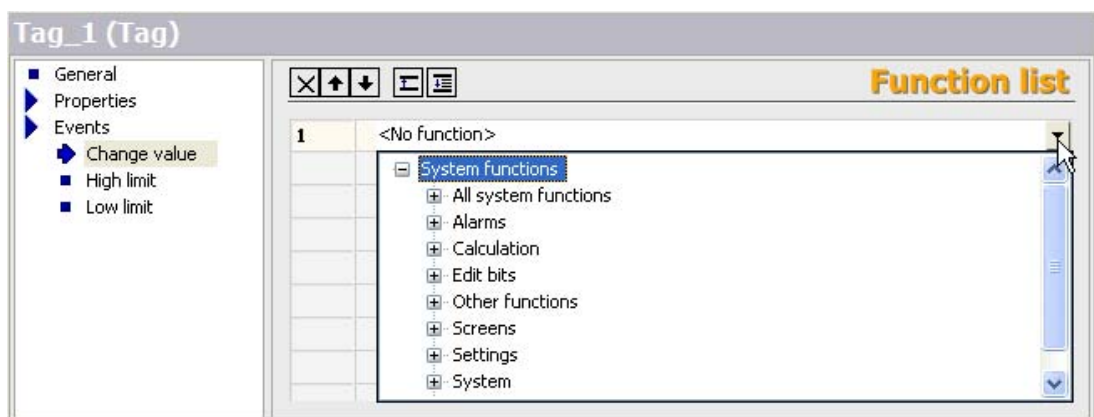 Tag_1 (Tag)
General
Properties
Events
Change value
High limit
Low limit
Function list
1 <No function>
System functions
All system functions
Alarms
Calculation
Edit bits
Other functions
Screens
Settings
System